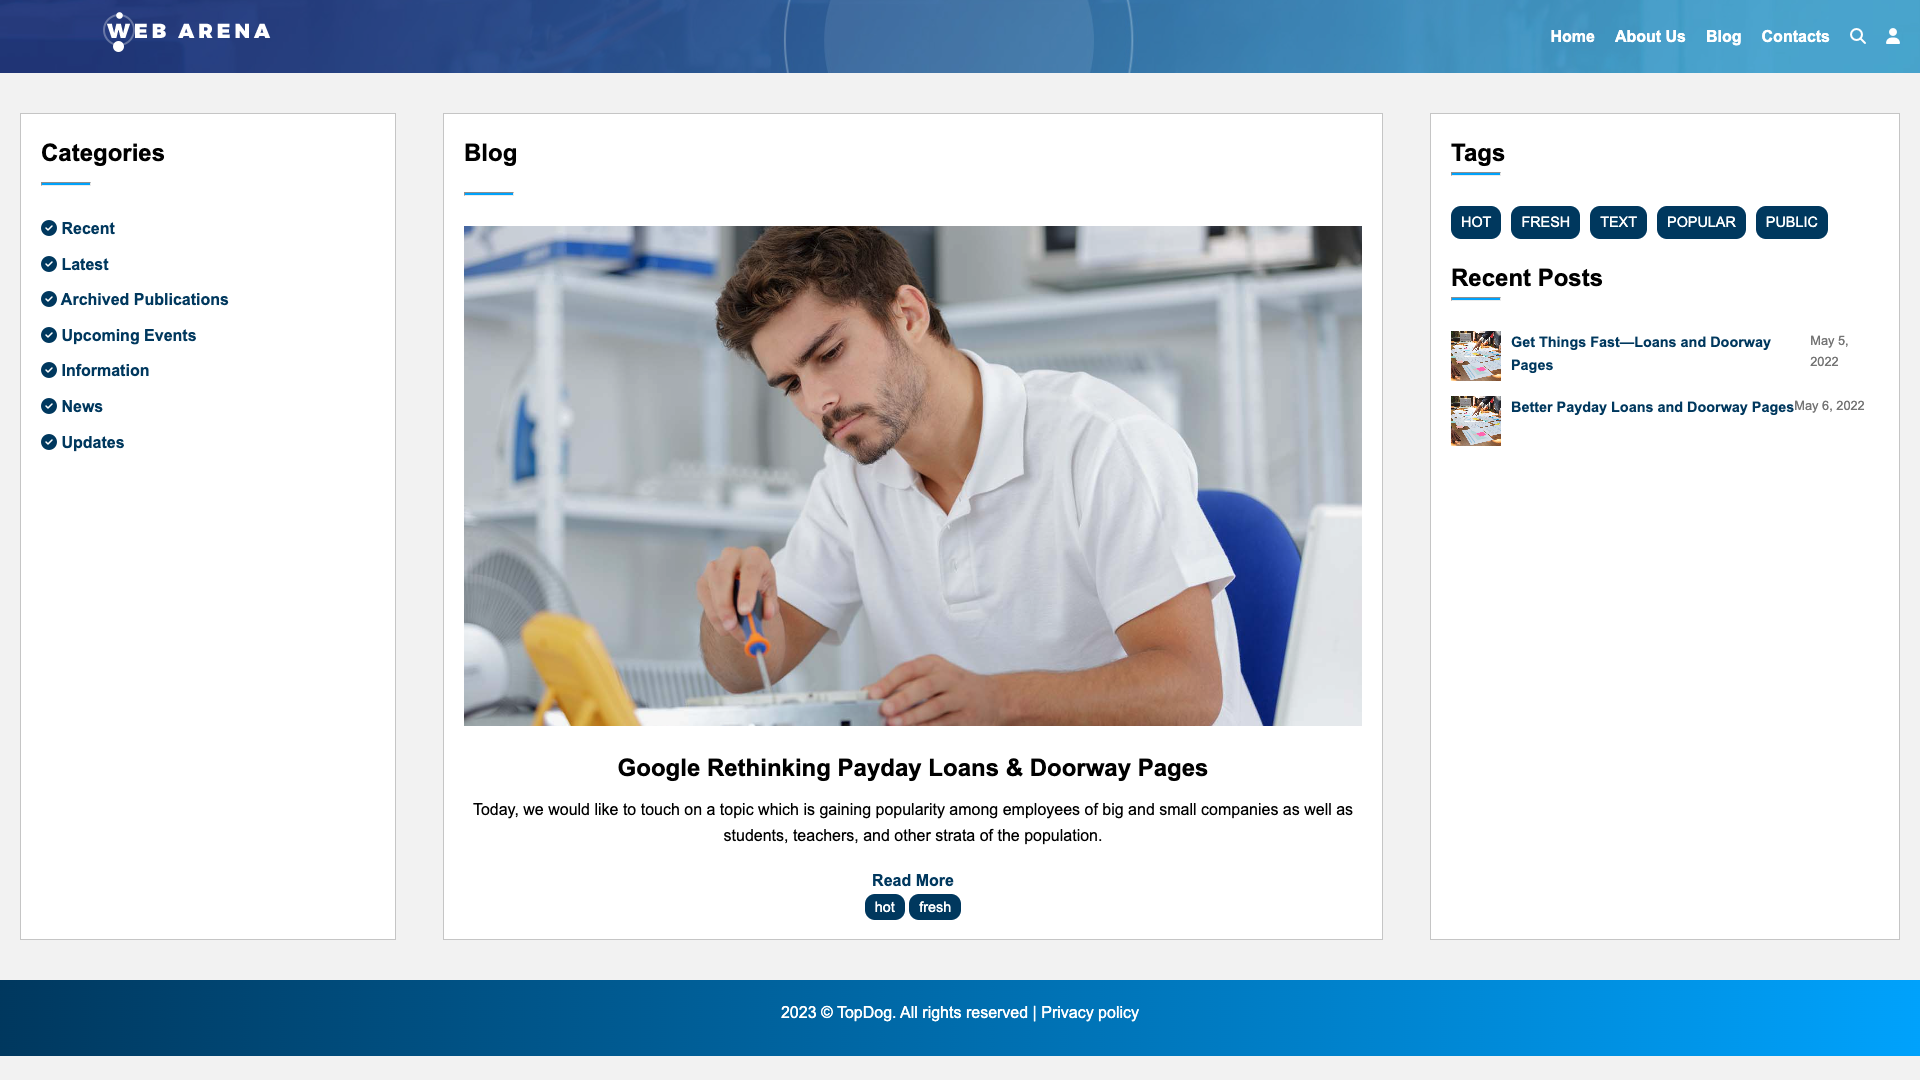 WEB ARENA
Home About Us Blog Contacts
Categories
Recent
Latest
Archived Publications
Upcoming Events
Information
News
Updates
Blog
Google Rethinking Payday Loans & Doorway Pages
Today, we would like to touch on a topic which is gaining popularity among employees of big and small companies as well as
students, teachers, and other strata of the population.
Read More
hot fresh
Tags
HOT FRESH TEXT POPULAR PUBLIC
Recent Posts
Get Things Fast—Loans and Doorway May 5,
Pages 2022
Better Payday Loans and Doorway Pages May 6, 2022
2023 © TopDog. All rights reserved | Privacy policy